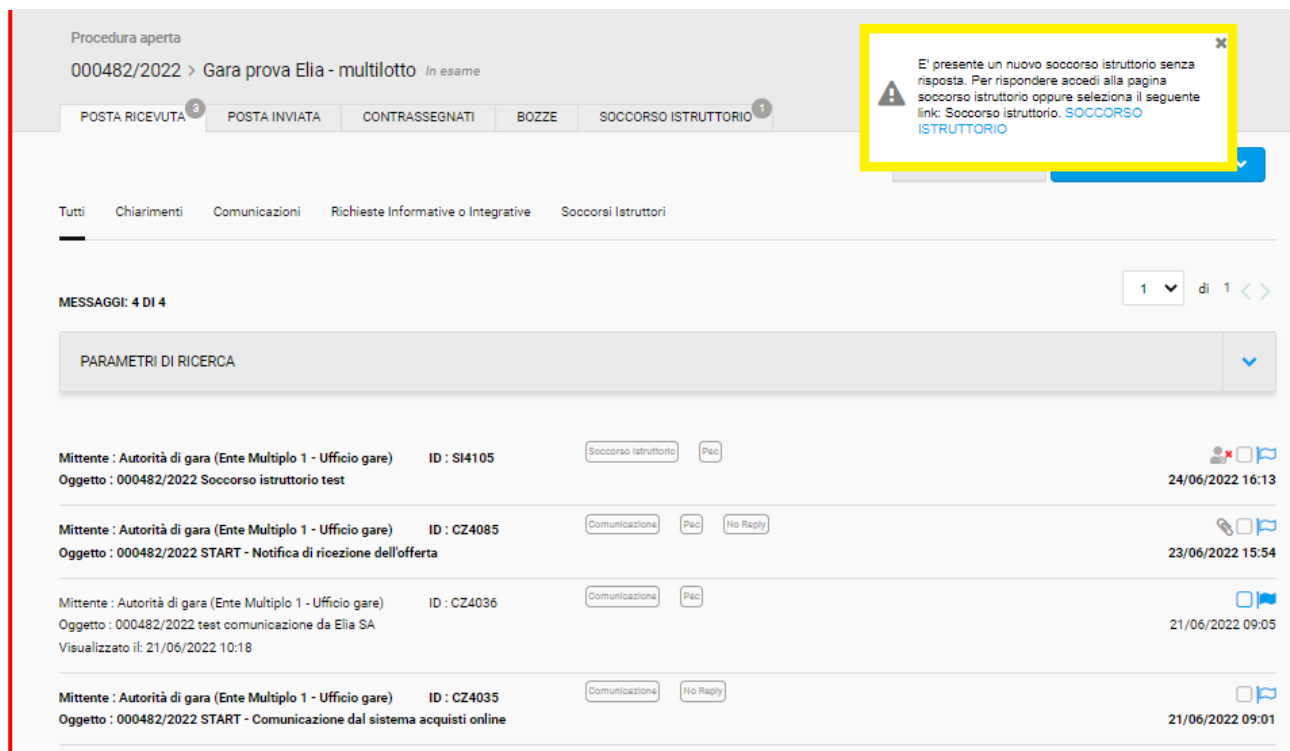 Procedura aperta
000482/2022 > Gara prova Elia - multilotto In esame
E' presente un nuovo soccorso istruttorio senza
risposta. Per rispondere accedi alla pagina
soccorso istruttorio oppure seleziona il seguente
link: Soccorso istruttorio. SOCCORSO
ISTRUTTORIO
POSTA RICEVUTA 3 POSTA INVIATA CONTRASSEGNATI BOZZE SOCCORSO ISTRUTTORIO 1
Tutti Chiarimenti Comunicazioni Richieste Informative o Integrative Soccorsi Istruttori
MESSAGGI: 4 DI 4
1 di 1
PARAMETRI DI RICERCA
Mittente : Autorità di gara (Ente Multiplo 1 - Ufficio gare) ID : SI4105 Soccorso Istruttorio Pec
Oggetto : 000482/2022 Soccorso istruttorio test 24/06/2022 16:13
Mittente : Autorità di gara (Ente Multiplo 1 - Ufficio gare) ID : CZ4085 Comunicazione Pec No Reply
Oggetto : 000482/2022 START - Notifica di ricezione dell'offerta 23/06/2022 15:54
Mittente : Autorità di gara (Ente Multiplo 1 - Ufficio gare) ID : CZ4036 Comunicazione Pec
Oggetto : 000482/2022 test comunicazione da Elia SA 21/06/2022 09:05
Visualizzato il: 21/06/2022 10:18
Mittente : Autorità di gara (Ente Multiplo 1 - Ufficio gare) ID : CZ4035 Comunicazione No Reply
Oggetto : 000482/2022 START - Comunicazione dal sistema acquisti online 21/06/2022 09:01